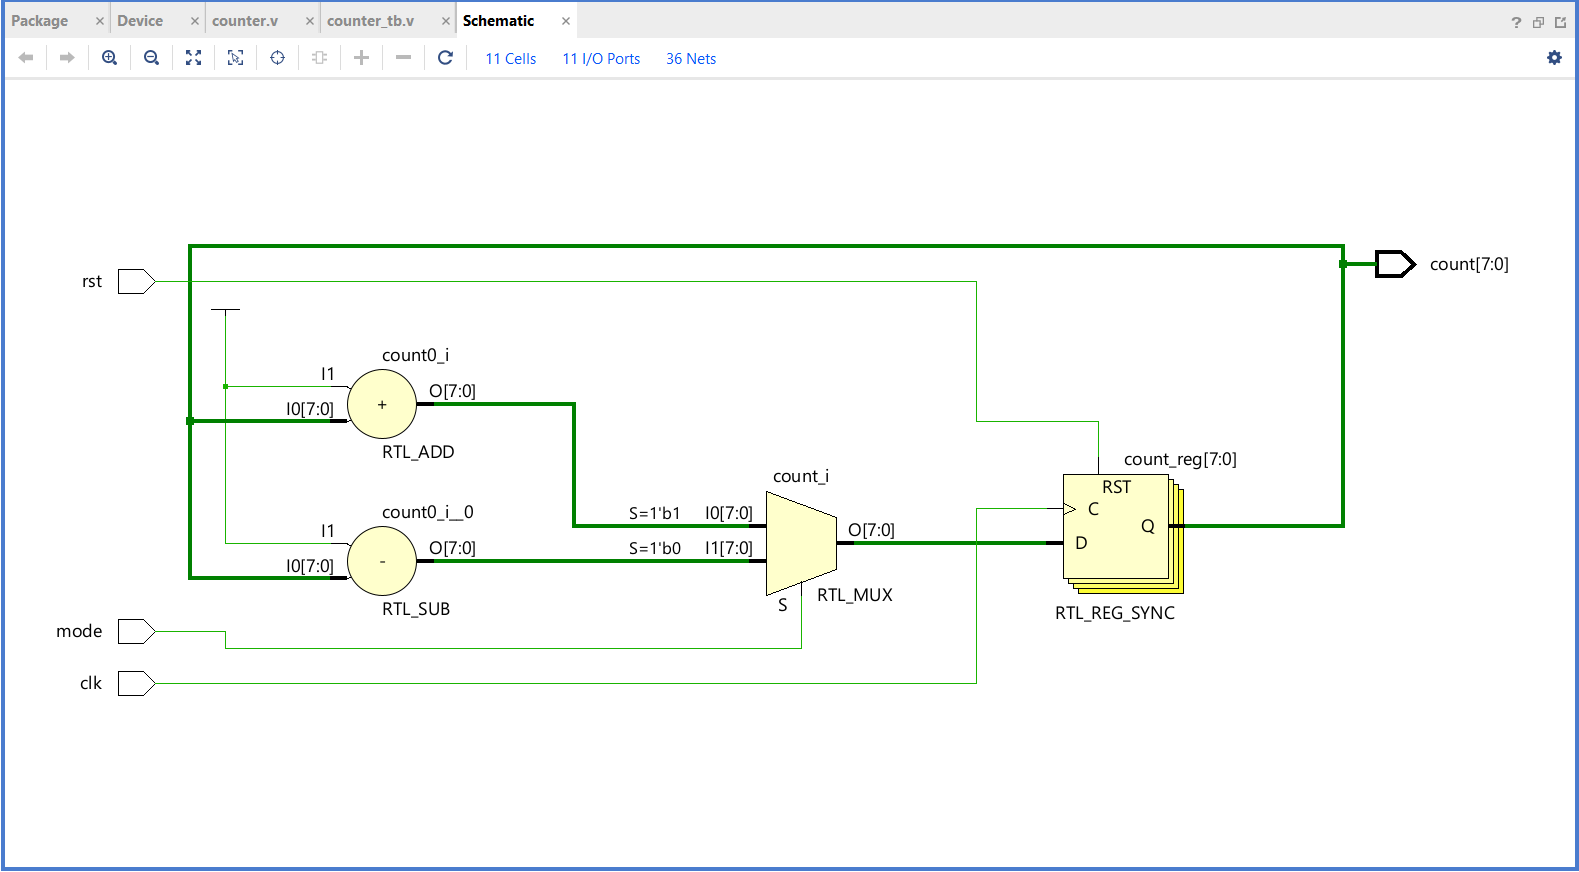 Package × Device × counter.v × counter_tb.v × Schematic × ?
11 Cells 11 I/O Ports 36 Nets
count[7:0]
rst
count0_i
I1
O[7:0]
I0[7:0]
+
RTL_ADD
count_reg[7:0]
count_i
RST
count0_i__0
S=1'b1 I0[7:0]
C
I1
O[7:0]
Q
O[7:0]
S=1'b0 I1[7:0]
D
I0[7:0]
-
RTL_SUB
S
RTL_MUX
RTL_REG_SYNC
mode
clk